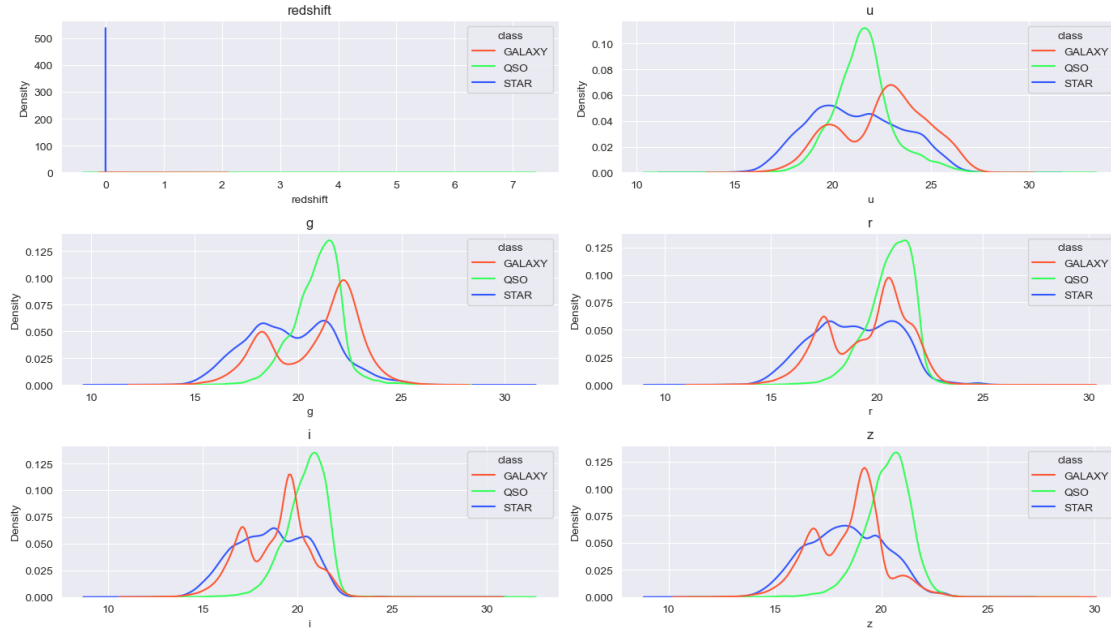 redshift
Density
500
400
300
200
100
0
0 1 2 3 4 5 6 7
redshift
class
GALAXY
QSO
STAR
u
Density
0.10
0.08
0.06
0.04
0.02
0.00
10 15 20 25 30
u
class
GALAXY
QSO
STAR
g
Density
0.125
0.100
0.075
0.050
0.025
0.000
10 15 20 25 30
g
class
GALAXY
QSO
STAR
r
Density
0.125
0.100
0.075
0.050
0.025
0.000
10 15 20 25 30
r
class
GALAXY
QSO
STAR
i
Density
0.125
0.100
0.075
0.050
0.025
0.000
10 15 20 25 30
i
class
GALAXY
QSO
STAR
z
Density
0.125
0.100
0.075
0.050
0.025
0.000
10 15 20 25 30
z
class
GALAXY
QSO
STAR